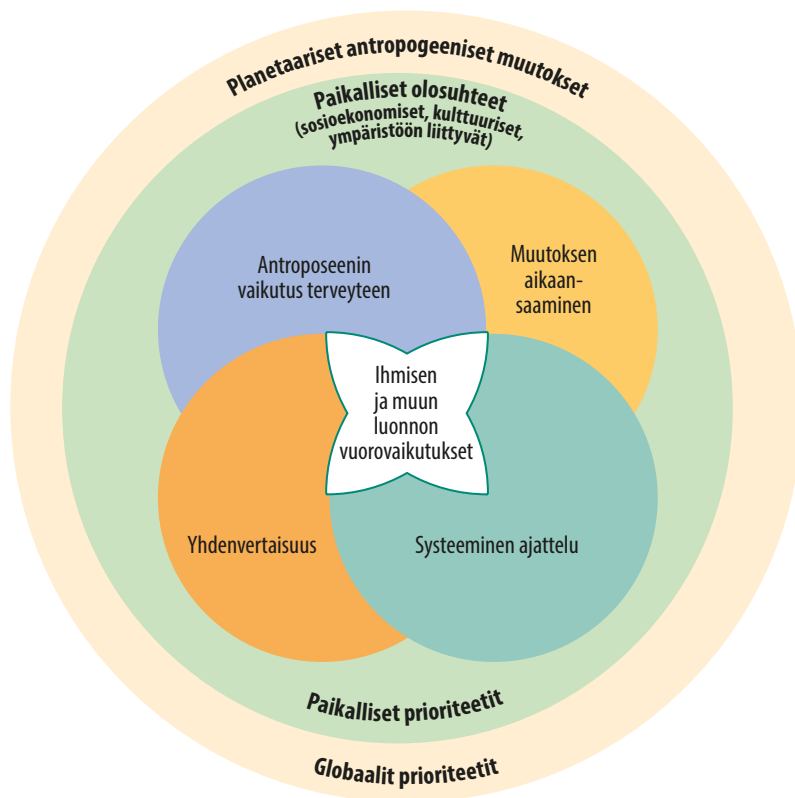 Planetaariset antropogeeniset muutokset
Paikalliset olosuhteet
(sosioekonomiset, kulttuuriset,
ympäristöön liittyvät)
Antroposeenin
vaikutus terveyteen
Muutoksen
aikaan-
saaminen
Ihmisen
ja muun
luonnon
vuorovaikutukset
Yhdenvertaisuus
Systeeminen ajattelu
Paikalliset prioriteetit
Globaalit prioriteetit